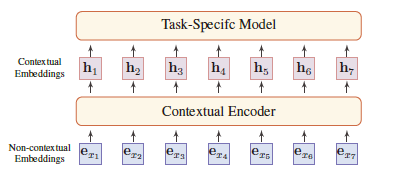 Task-Specifc Model
Contextual
Embeddings
h1 h2 h3 h4 h5 h6 h7
Contextual Encoder
Non-contextual
Embeddings
ex1 ex2 ex3 ex4 ex5 ex6 ex7